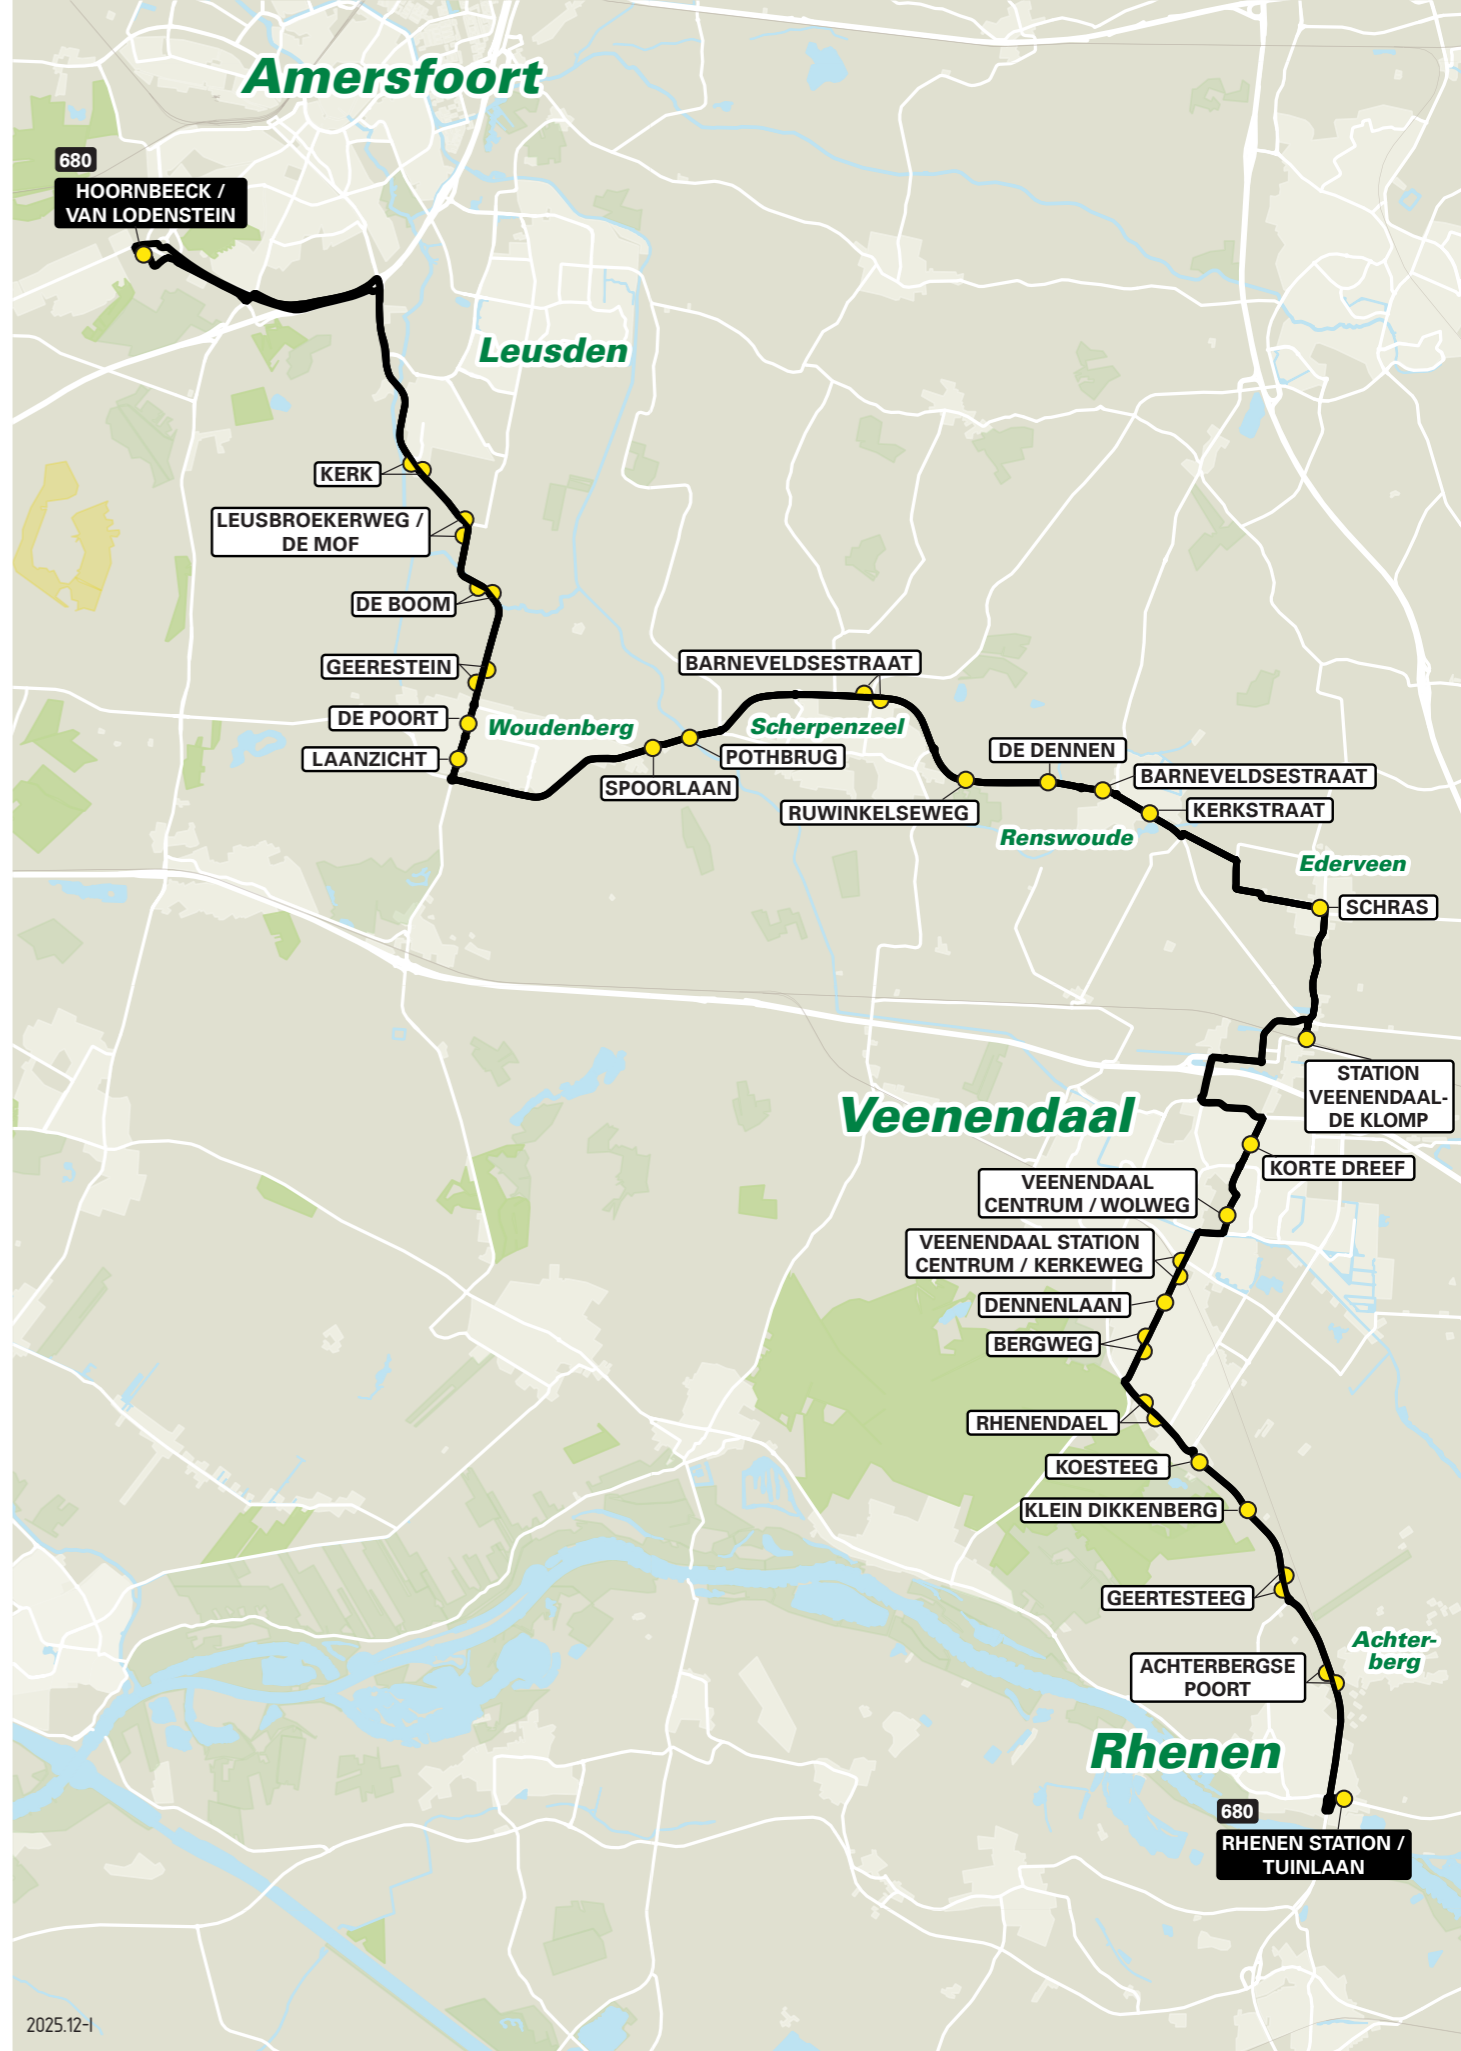 Amersfoort
680
HOORNBEECK /
VAN LODENSTEIN
Leusden
KERK
LEUSBROEKERWEG /
DE MOF
DE BOOM
GEERESTEIN
DE POORT
LAANZICHT
Woudenberg
SPOORLAAN
POTHBRUG
BARNEVELDSESTRAAT
Scherpenzeel
RUWINKELSEWEG
DE DENNEN
BARNEVELDSESTRAAT
KERKSTRAAT
Renswoude
Ederveen
SCHRAS
STATION
VEENENDAAL-
DE KLOMP
Veenendaal
KORTE DREEF
VEENENDAAL
CENTRUM / WOLWEG
VEENENDAAL STATION
CENTRUM / KERKEWEG
DENNENLAAN
BERGWEG
RHENENDAEL
KOESTEEG
KLEIN DIKKENBERG
GEERTESTEEG
Achter-
berg
ACHTERBERGSE
POORT
Rhenen
680
RHENEN STATION /
TUINLAAN
2025.12-I